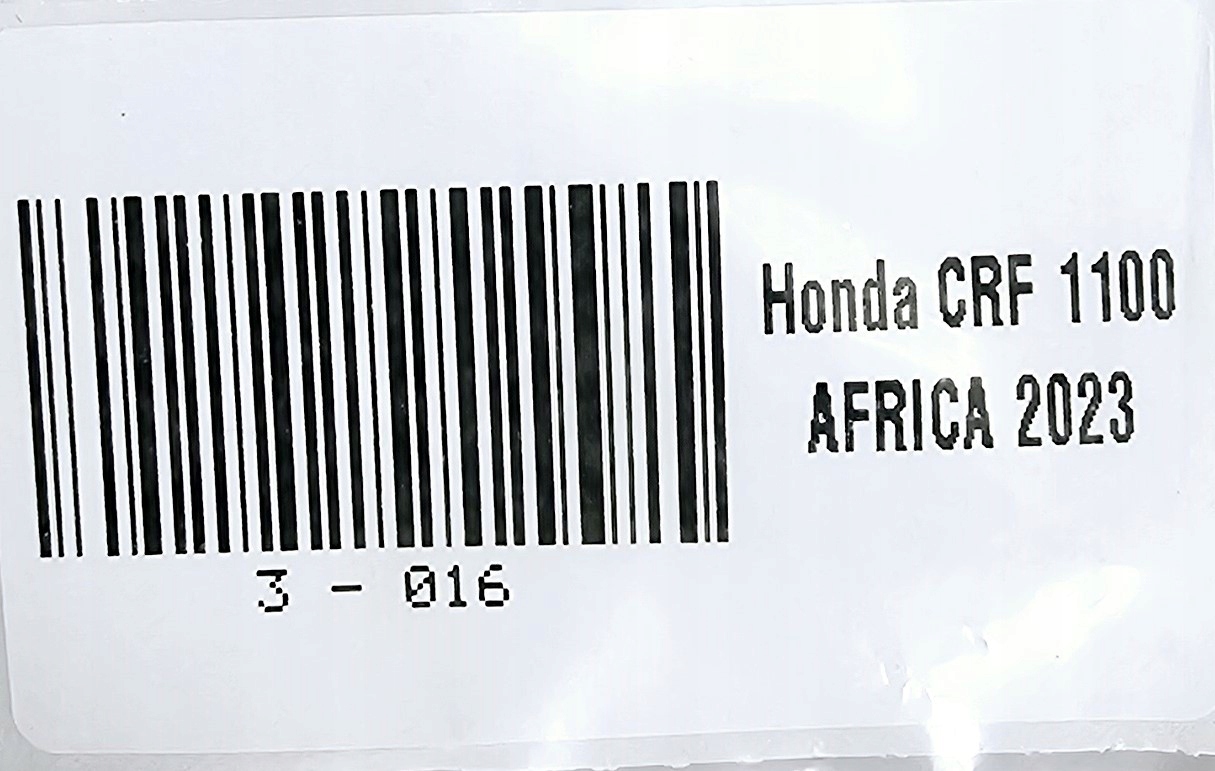 Honda CRF 1100
AFRICA 2023
3 - 016